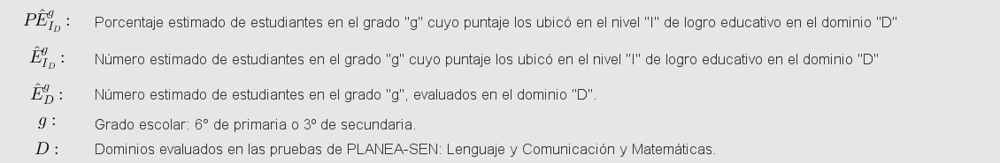 $P\hat{E}^{g}_{I_D}$ : Porcentaje estimado de estudiantes en el grado "g" cuyo puntaje los ubicó en el nivel "I" de logro educativo en el dominio "D"
$\hat{E}^{g}_{I_D}$ : Número estimado de estudiantes en el grado "g" cuyo puntaje los ubicó en el nivel "I" de logro educativo en el dominio "D"
$\hat{E}^{g}_{D}$ : Número estimado de estudiantes en el grado "g", evaluados en el dominio "D".
$g$ : Grado escolar: 6° de primaria o 3º de secundaria.
$D$ : Dominios evaluados en las pruebas de PLANEA-SEN: Lenguaje y Comunicación y Matemáticas.